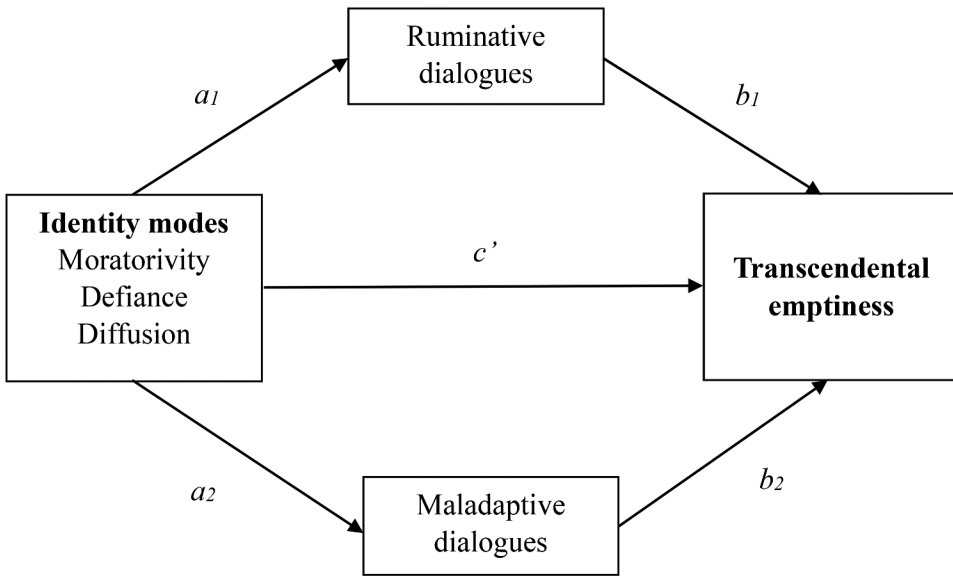 Ruminative
dialogues
a1
b1
Identity modes
Moratorivity
Defiance
Diffusion
c’
Transcendental
emptiness
a2
b2
Maladaptive
dialogues